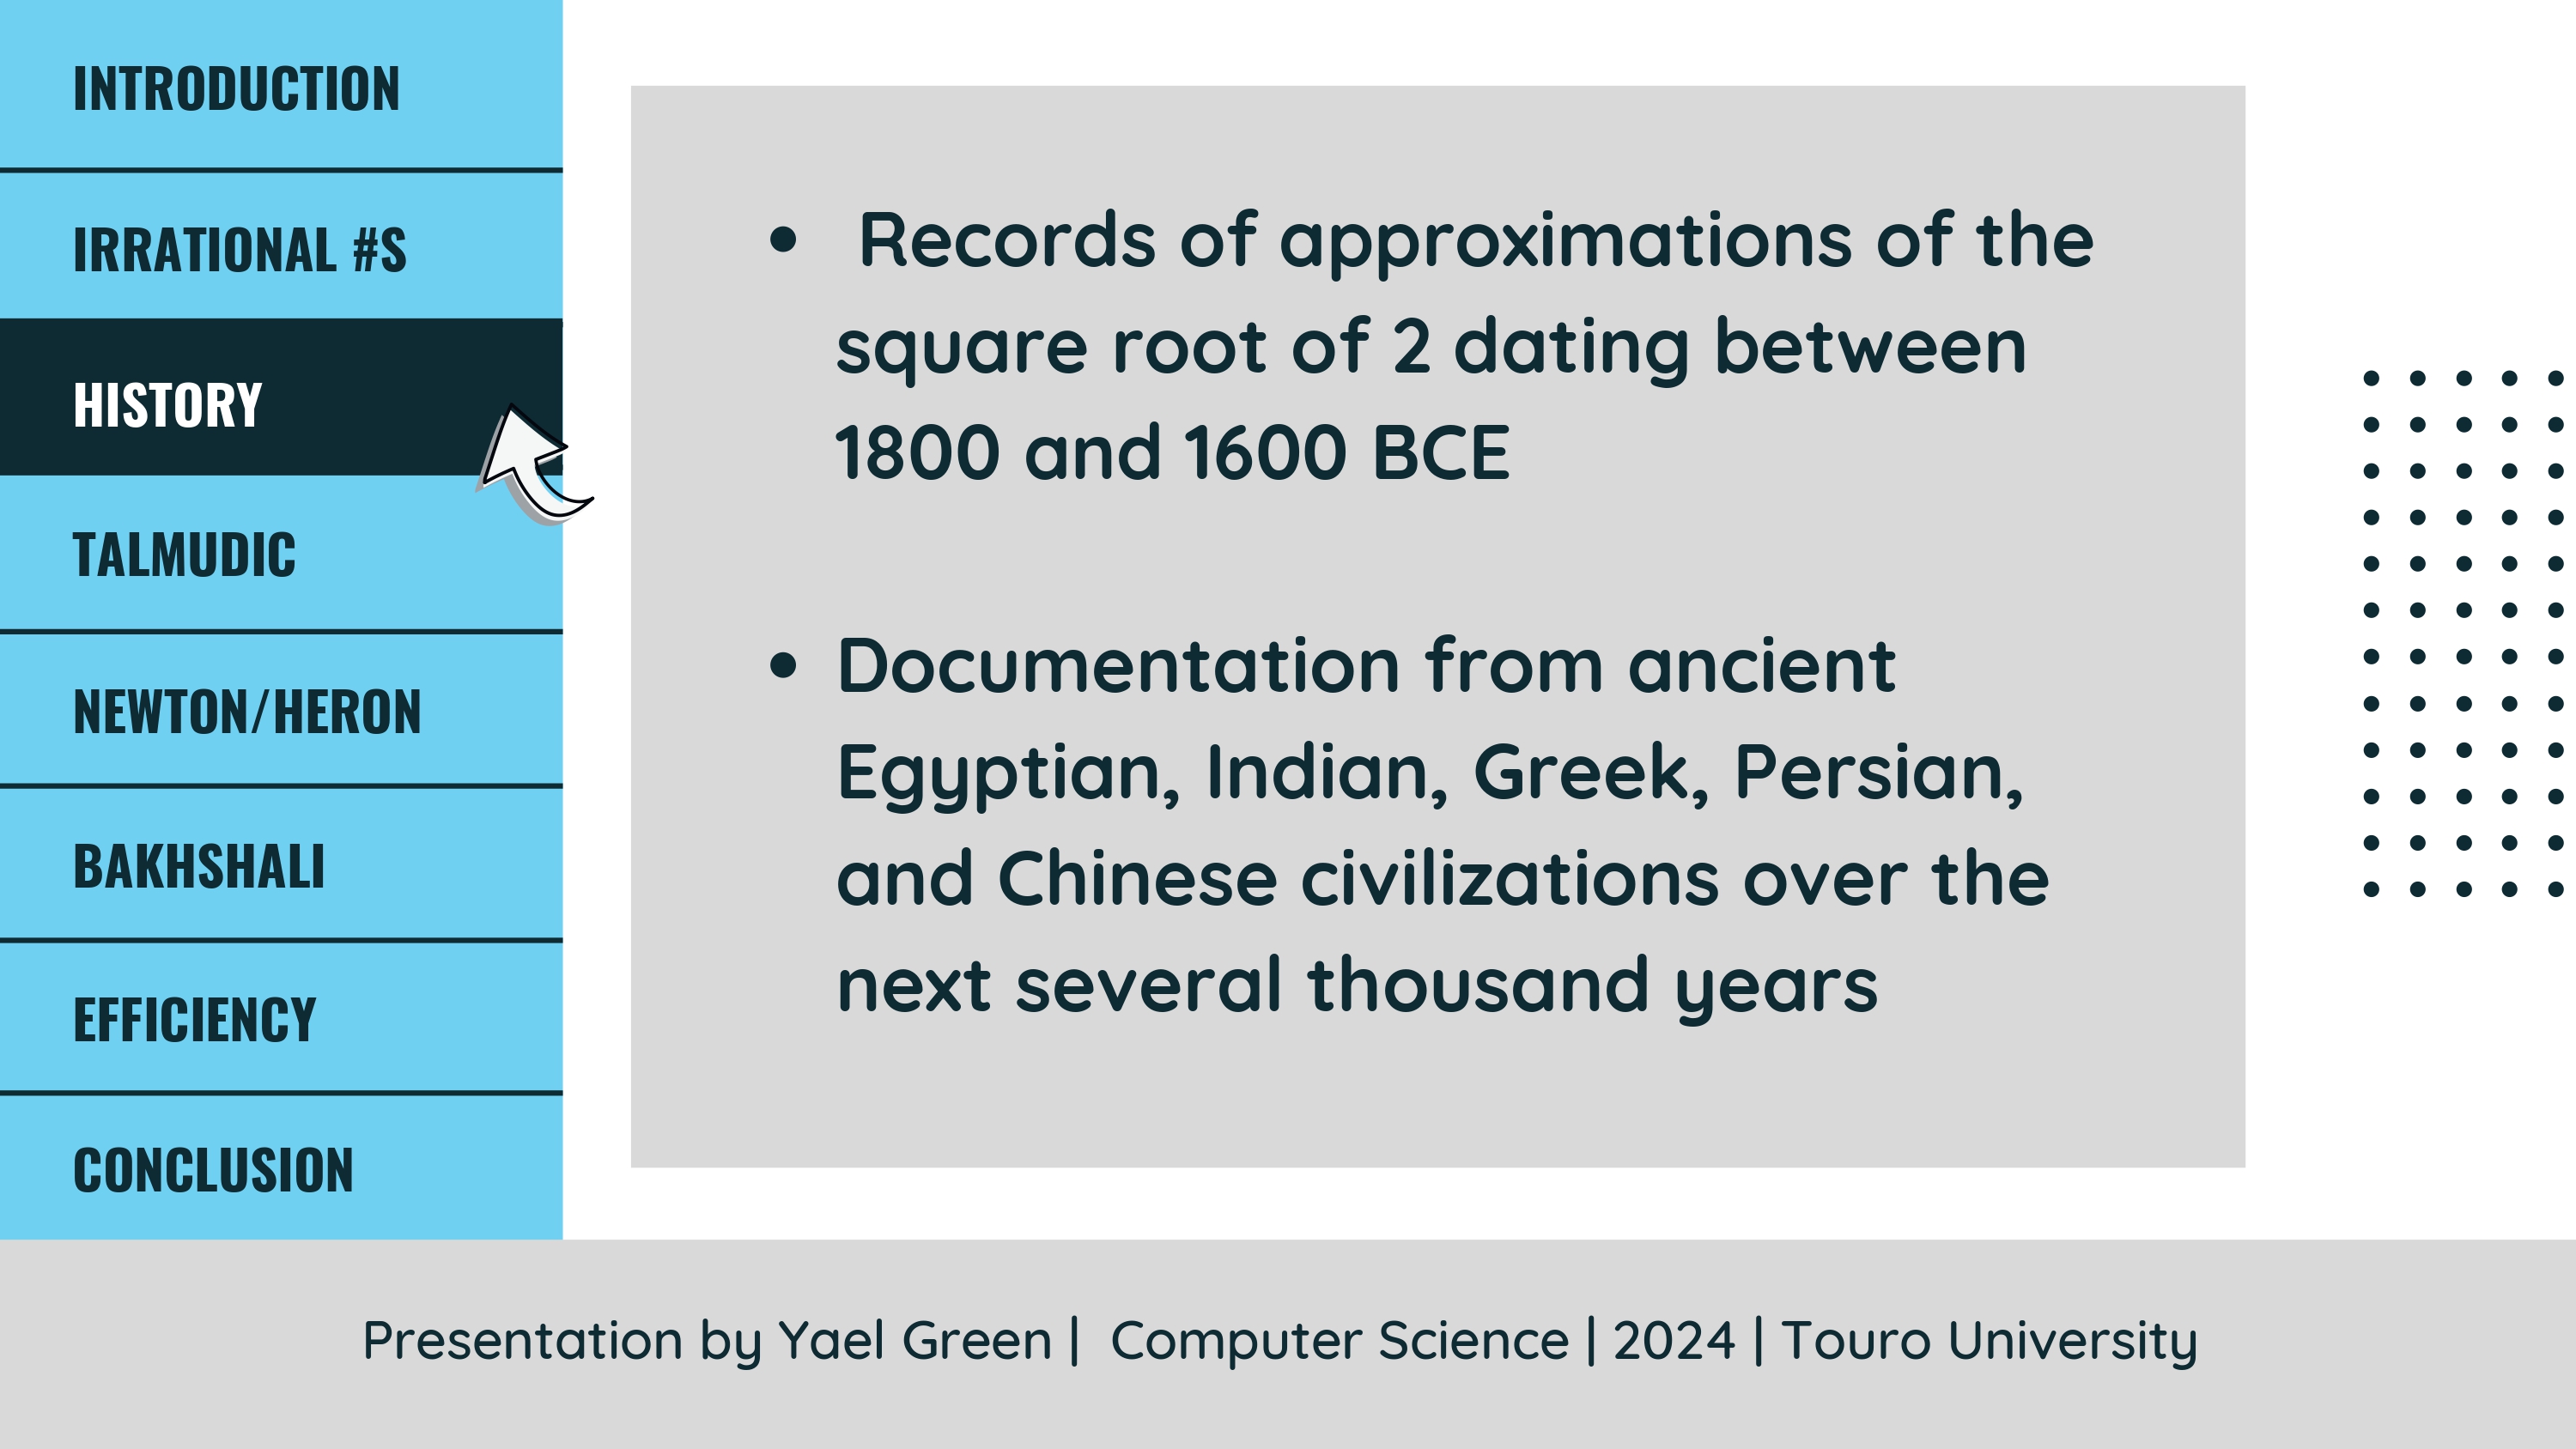 INTRODUCTION
IRRATIONAL #S
HISTORY
TALMUDIC
NEWTON/HERON
BAKHSHALI
EFFICIENCY
CONCLUSION
• Records of approximations of the
square root of 2 dating between
1800 and 1600 BCE
• Documentation from ancient
Egyptian, Indian, Greek, Persian,
and Chinese civilizations over the
next several thousand years
Presentation by Yael Green | Computer Science | 2024 | Touro University